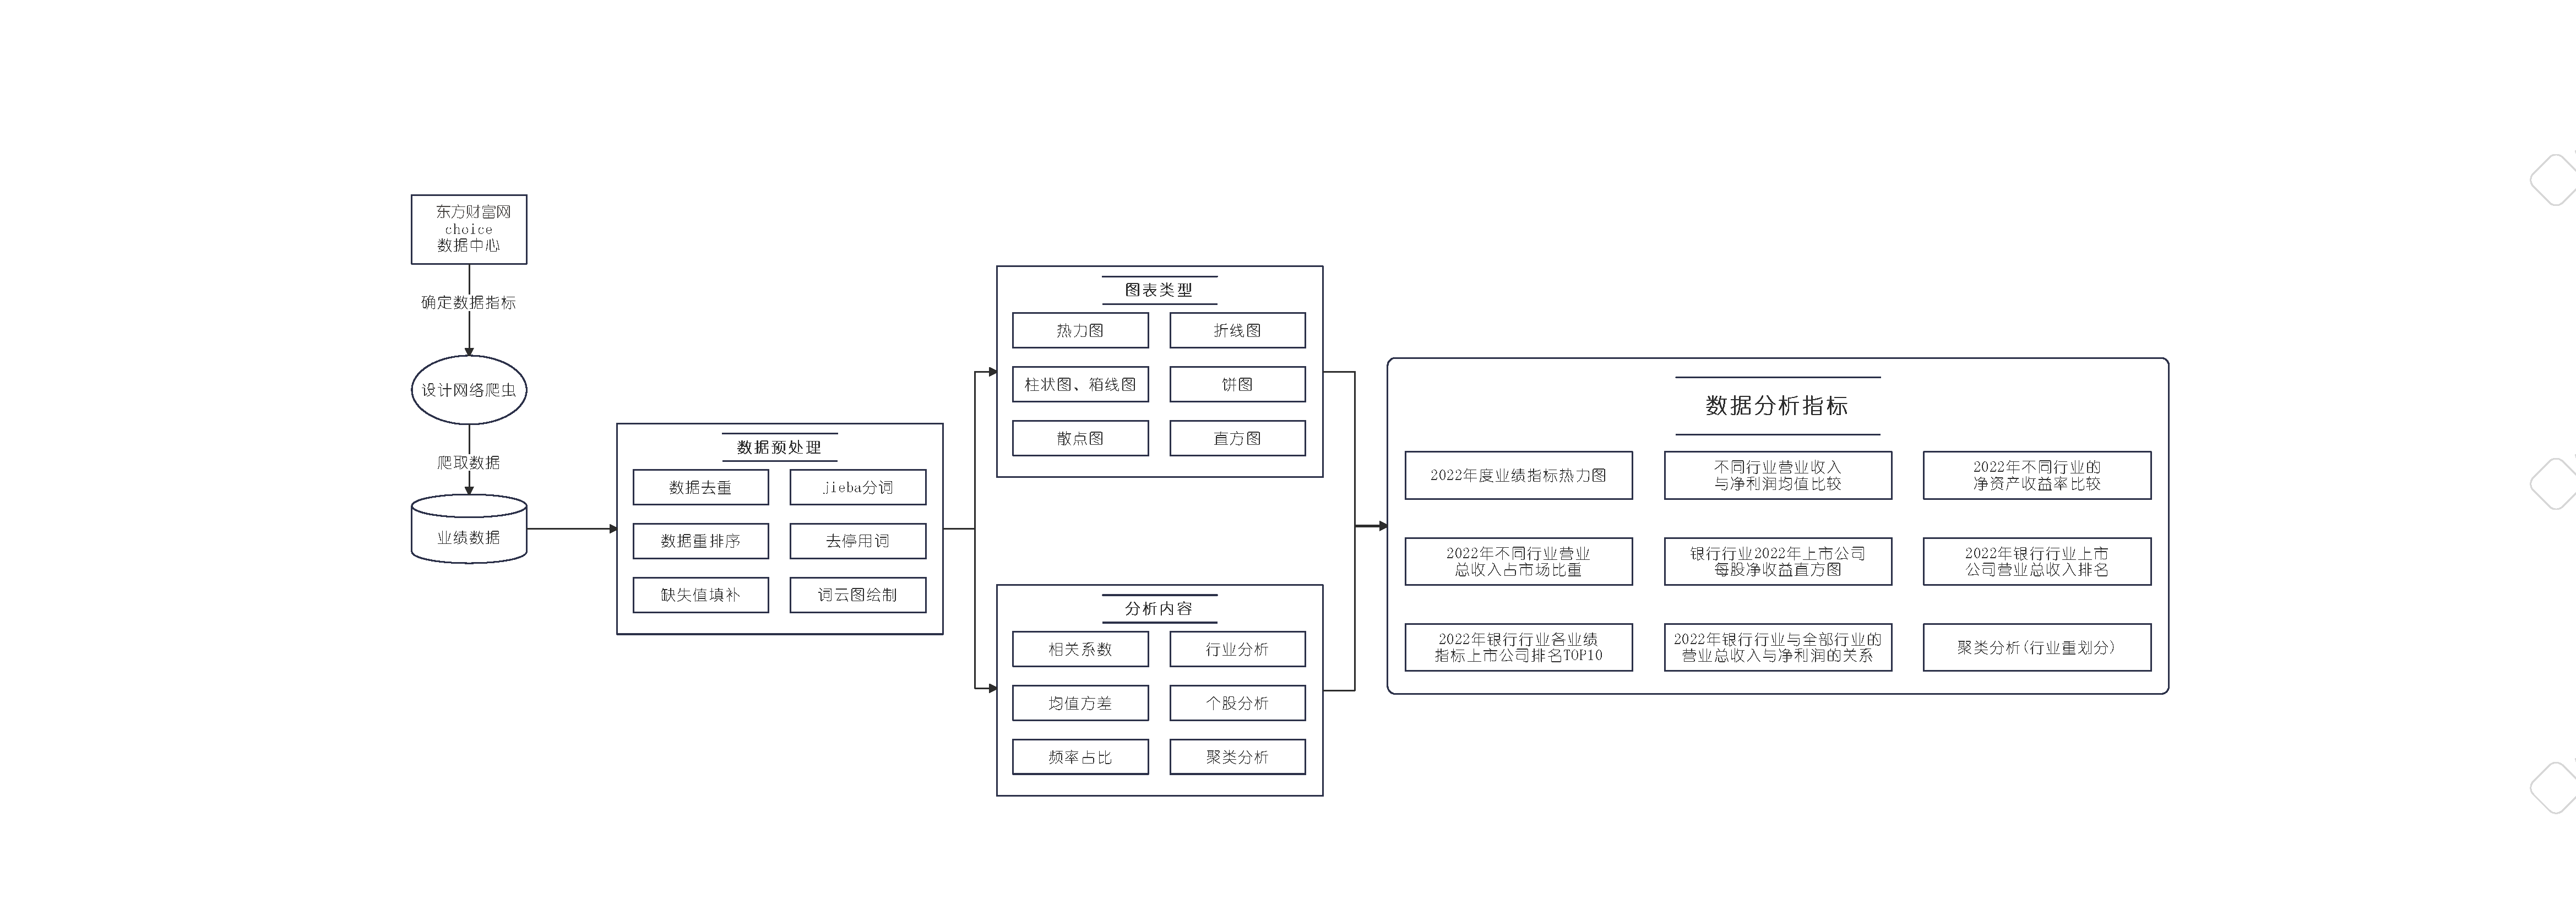 东方财富网
choice
数据中心
确定数据指标
设计网络爬虫
爬取数据
业绩数据
数据预处理
数据去重
jieba分词
数据重排序
去停用词
缺失值填补
词云图绘制
图表类型
热力图
折线图
柱状图、箱线图
饼图
散点图
直方图
分析内容
相关系数
行业分析
均值方差
个股分析
频率占比
聚类分析
数据分析指标
2022年度业绩指标热力图
不同行业营业收入
与净利润均值比较
2022年不同行业的
净资产收益率比较
2022年不同行业营业
总收入占市场比重
银行行业2022年上市公司
每股净收益直方图
2022年银行行业上市
公司营业总收入排名
2022年银行行业各业绩
指标上市公司排名TOP10
2022年银行行业与全部行业的
营业总收入与净利润的关系
聚类分析(行业重划分)